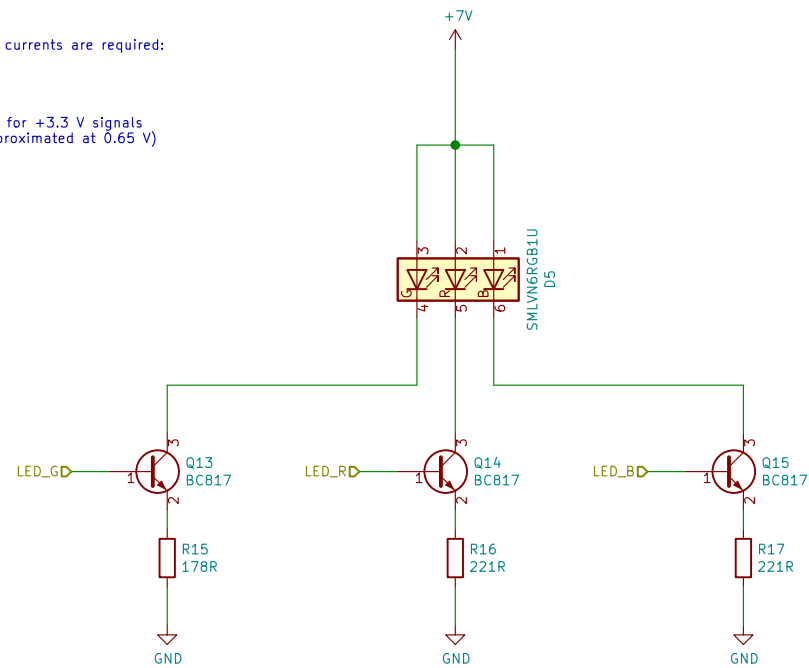 +7V
currents are required:
for +3.3 V signals
proximated at 0.65 V)
3
2
1
G
R
B
4
5
6
SMLVN6RGB1U
D5
LED_G
1
3
2
Q13
BC817
LED_R
1
3
2
Q14
BC817
LED_B
1
3
2
Q15
BC817
R15
178R
R16
221R
R17
221R
GND
GND
GND